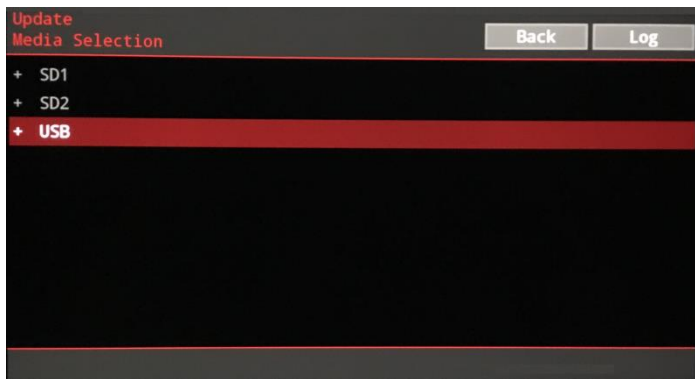 Update
Media Selection
Back
Log
+ SD1
+ SD2
+ USB